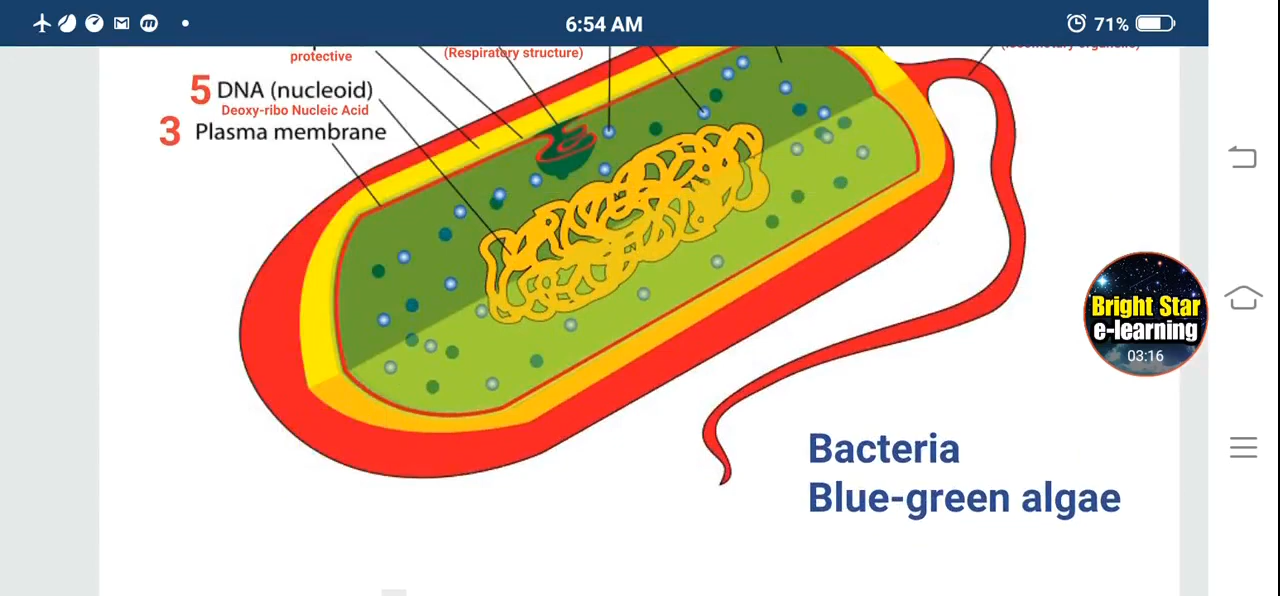 6:54 AM
71%
protective
(Respiratory structure)
5 DNA (nucleoid)
Deoxy-ribo Nucleic Acid
3 Plasma membrane
Bright Star
e-learning
03:16
Bacteria
Blue-green algae